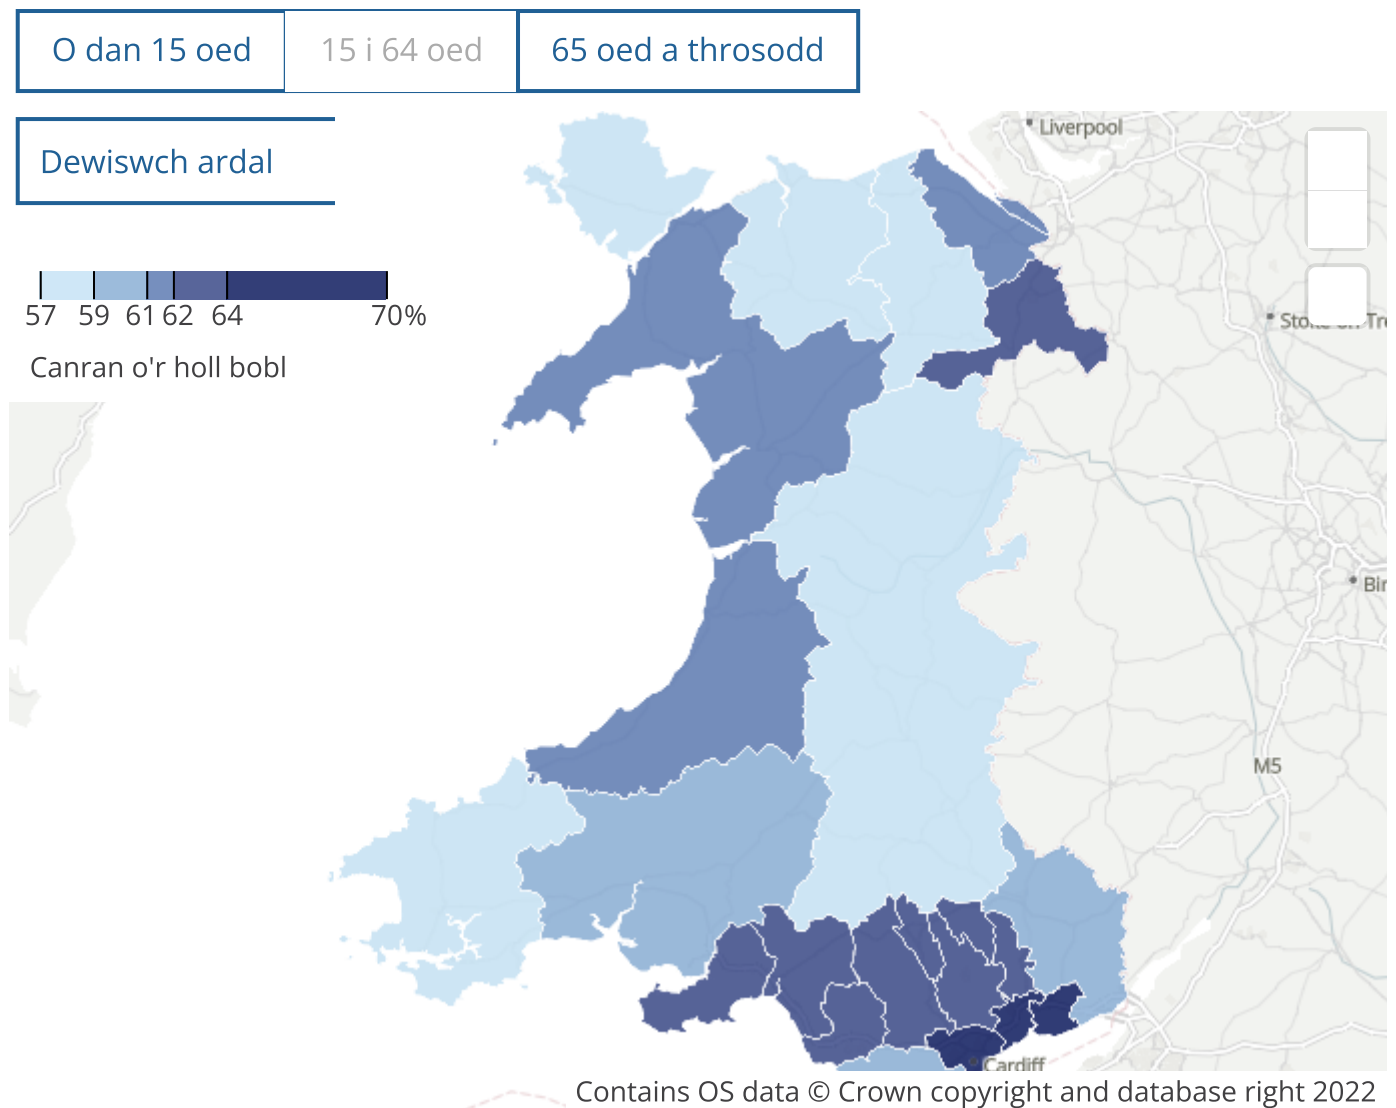 O dan 15 oed
15 i 64 oed
65 oed a throsodd
Dewiswch ardal
57 59 61 62 64 70%
Canran o'r holl bobl
Liverpool
M5
Cardiff
Contains OS data © Crown copyright and database right 2022